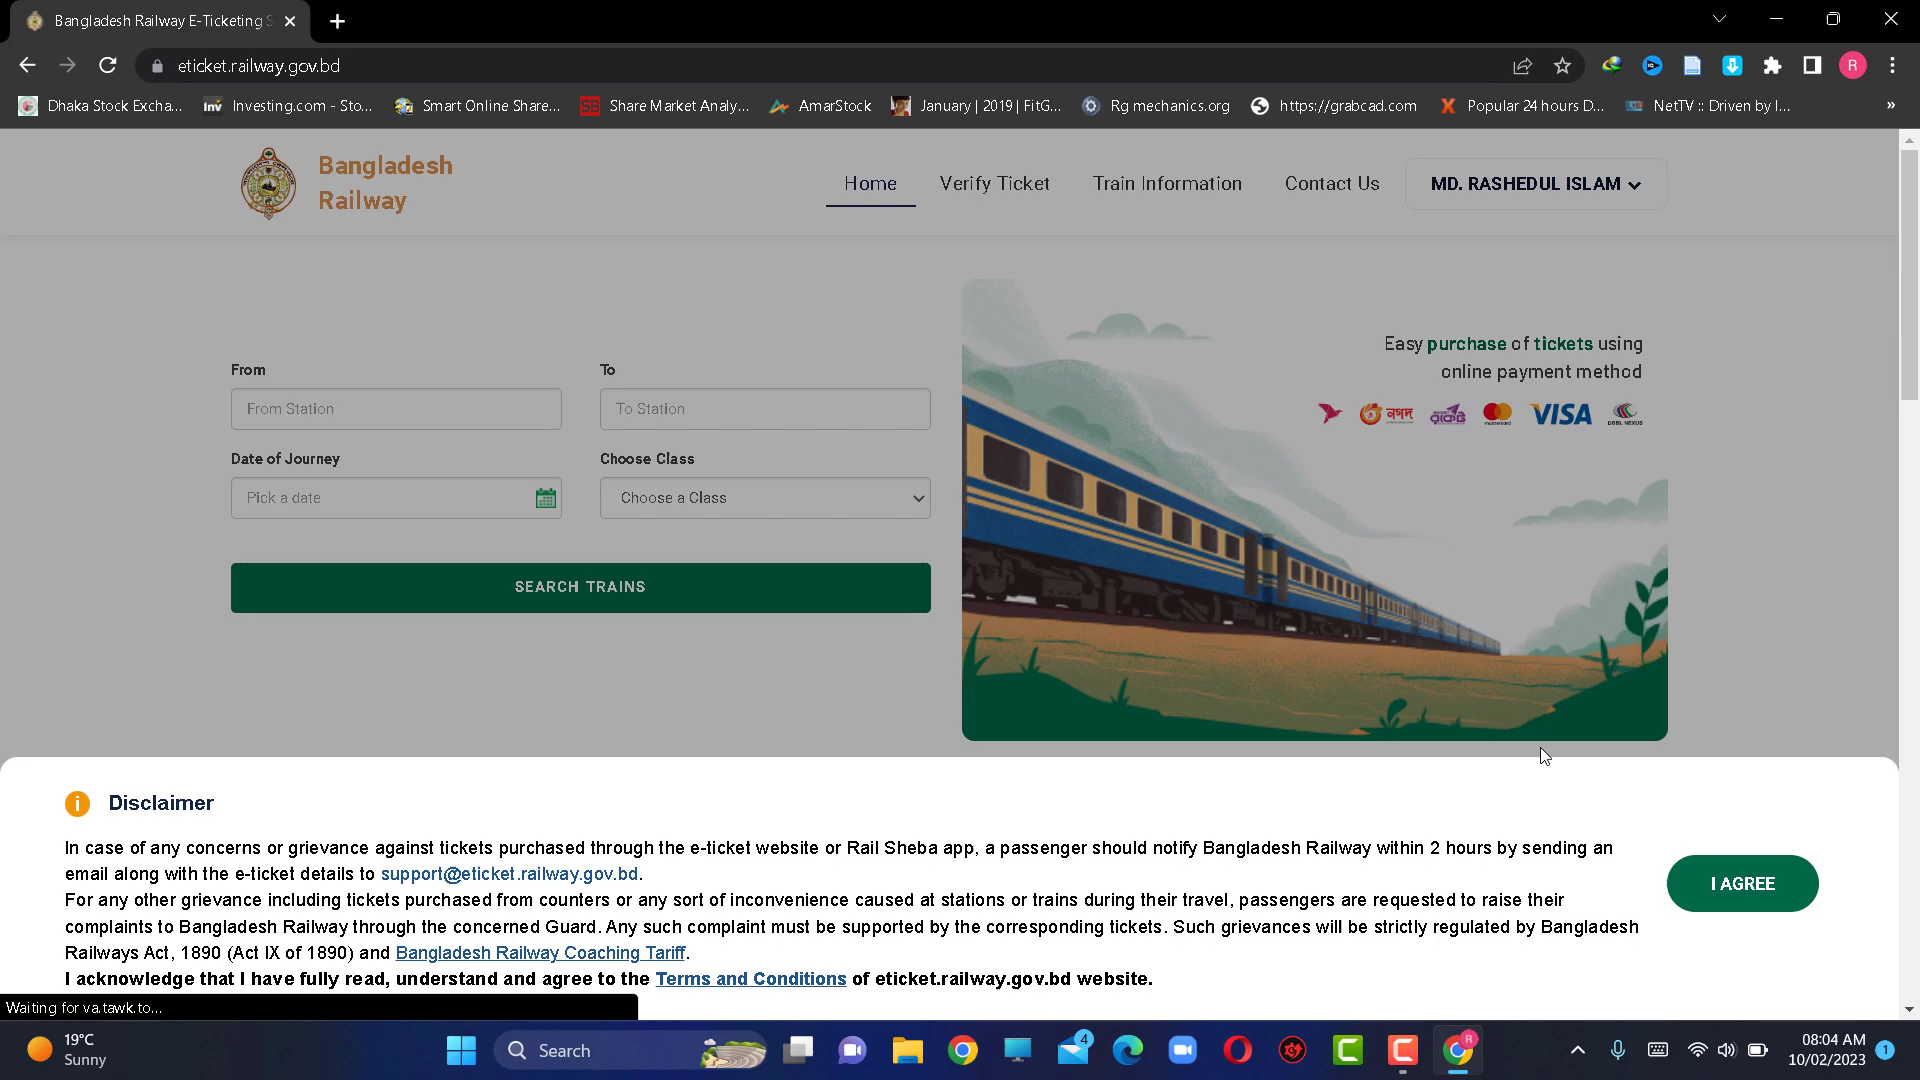 Bangladesh Railway E-Ticketing S
eticket.railway.gov.bd
R
Dhaka Stock Excha...
Inv
Investing.com - Sto...
Smart Online Share...
SB
Share Market Analy...
AmarStock
January | 2019 | FitG...
Rg mechanics.org
https://grabcad.com
Popular 24 hours D...
NetTV :: Driven by I...
»
Bangladesh
Railway
Home
Verify Ticket
Train Information
Contact Us
MD. RASHEDUL ISLAM
From
To
From Station
To Station
Date of Journey
Choose Class
Pick a date
Choose a Class
SEARCH TRAINS
Easy purchase of tickets using
online payment method
নগদ
রকেট
mastercard
VISA
DBBL NEXUS
Disclaimer
In case of any concerns or grievance against tickets purchased through the e-ticket website or Rail Sheba app, a passenger should notify Bangladesh Railway within 2 hours by sending an
email along with the e-ticket details to support@eticket.railway.gov.bd.
For any other grievance including tickets purchased from counters or any sort of inconvenience caused at stations or trains during their travel, passengers are requested to raise their
complaints to Bangladesh Railway through the concerned Guard. Any such complaint must be supported by the corresponding tickets. Such grievances will be strictly regulated by Bangladesh
Railways Act, 1890 (Act IX of 1890) and Bangladesh Railway Coaching Tariff.
I acknowledge that I have fully read, understand and agree to the Terms and Conditions of eticket.railway.gov.bd website.
I AGREE
Waiting for va.tawk.to...
19°C
Sunny
Search
4
R
08:04 AM
10/02/2023
1